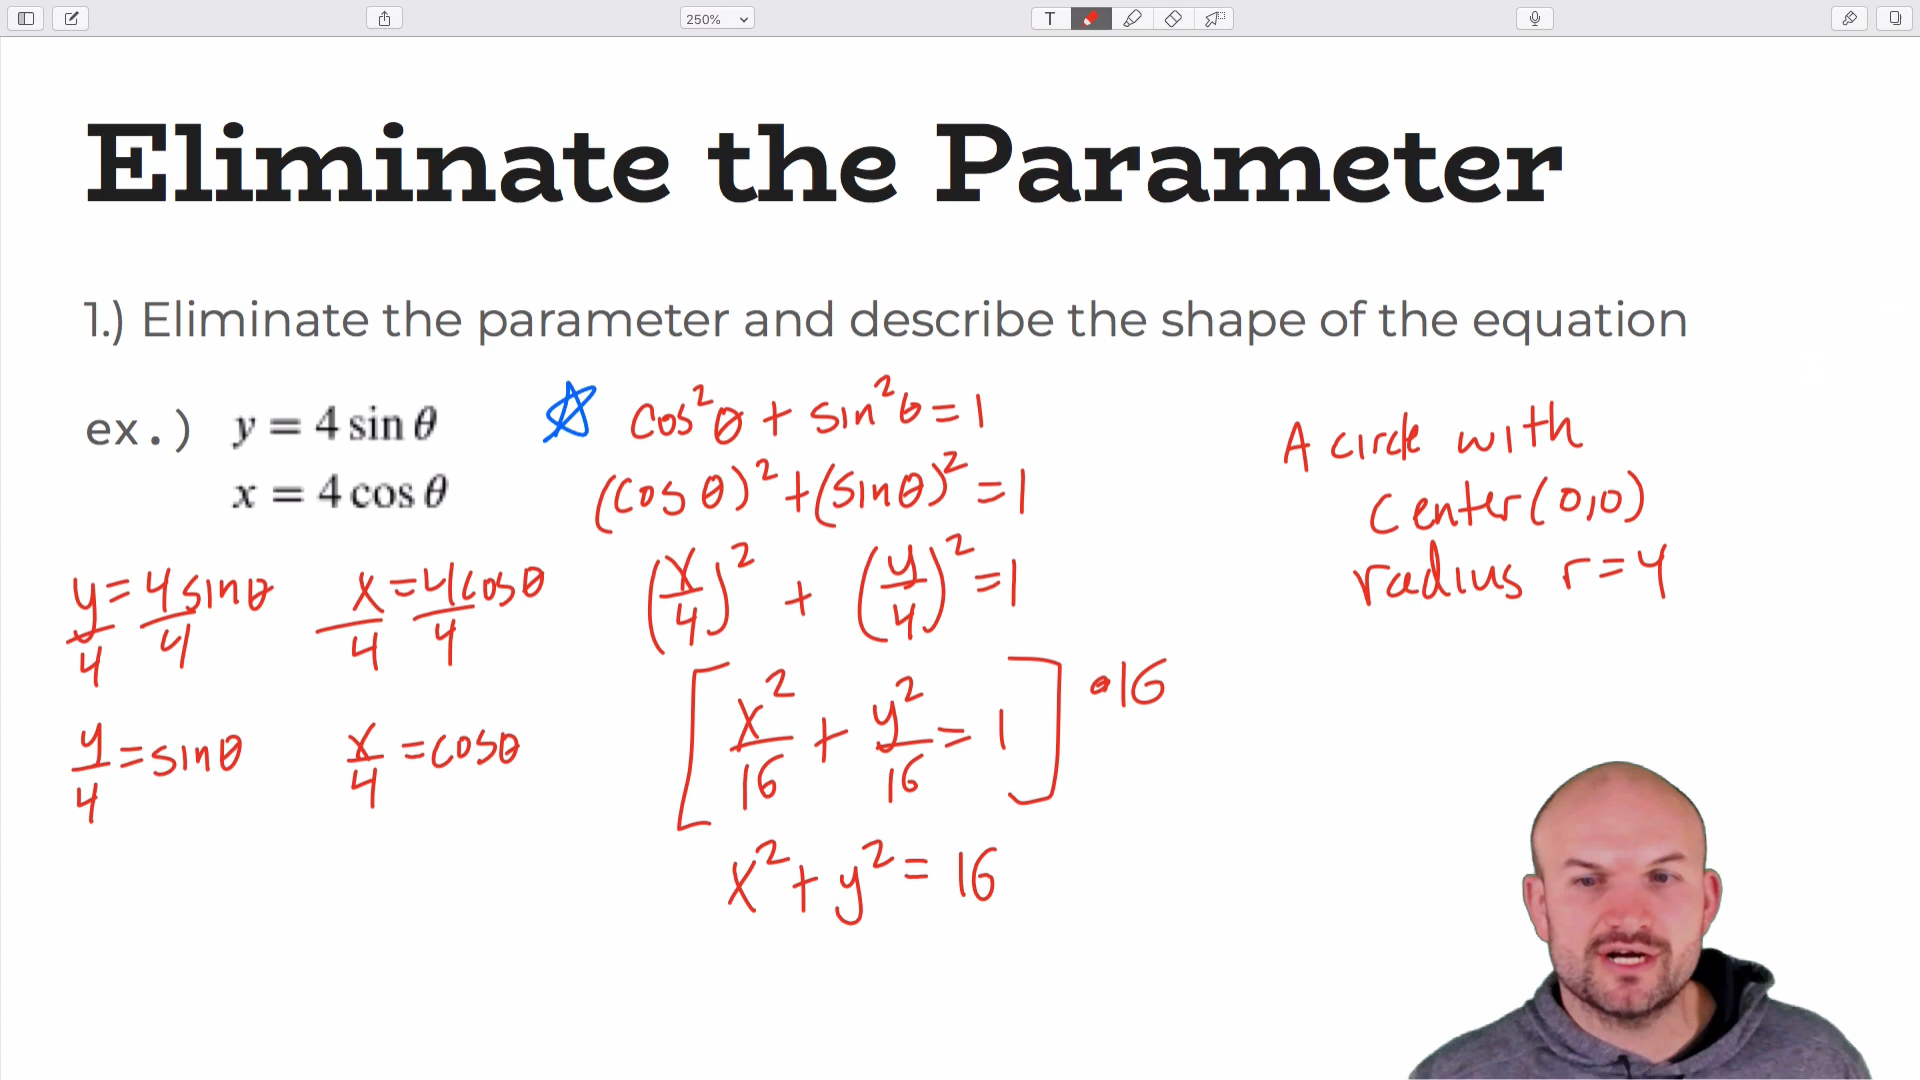 250%
T
Eliminate the Parameter
1.) Eliminate the parameter and describe the shape of the equation
ex.) y = 4 sin θ
x = 4 cos θ
y/4 = 4sinθ/4
x/4 = 4cosθ/4
y/4 = sinθ
x/4 = cosθ
cos²θ + sin²θ = 1
(cos θ)² + (sinθ)² = 1
(x/4)² + (y/4)² = 1
[x²/16 + y²/16 = 1] • 16
x² + y² = 16
A circle with
center (0,0)
radius r = 4